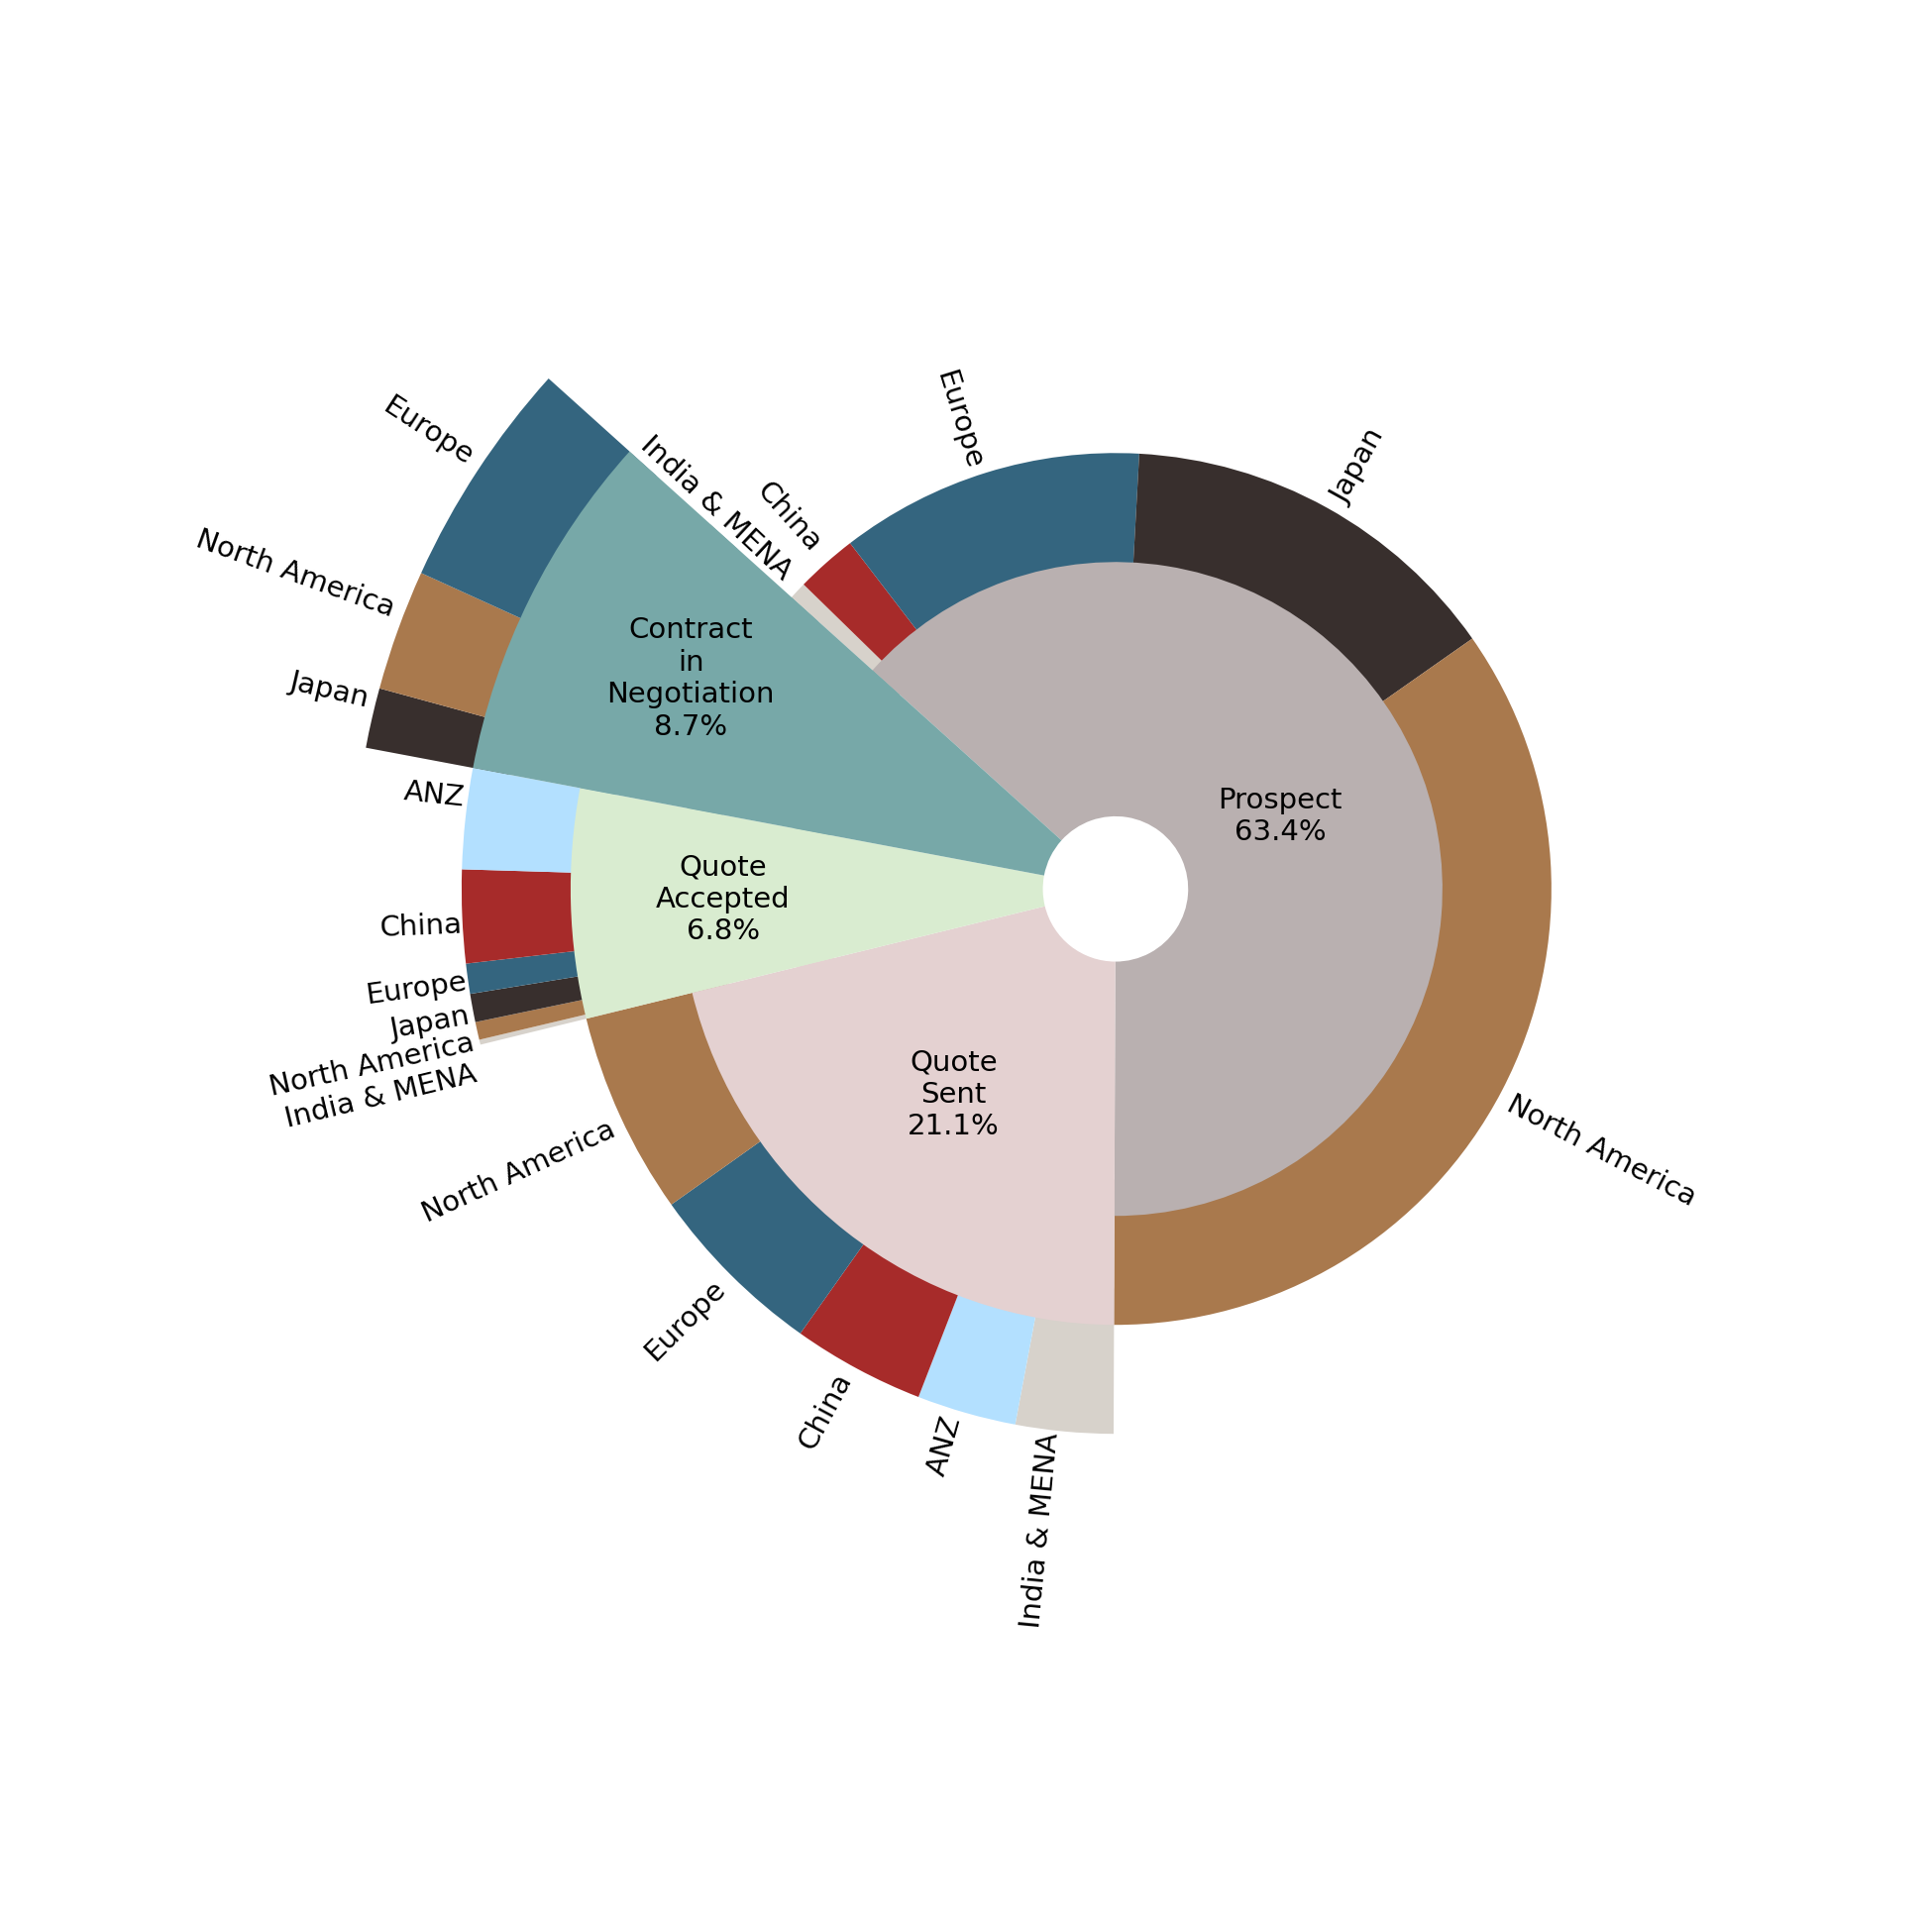 Europe
Japan
Europe
India & MENA
China
North America
Contract
in
Negotiation
8.7%
Japan
ANZ
Prospect
63.4%
Quote
Accepted
6.8%
China
Europe
Japan
North America
India & MENA
Quote
Sent
21.1%
North America
North America
Europe
China
ANZ
India & MENA